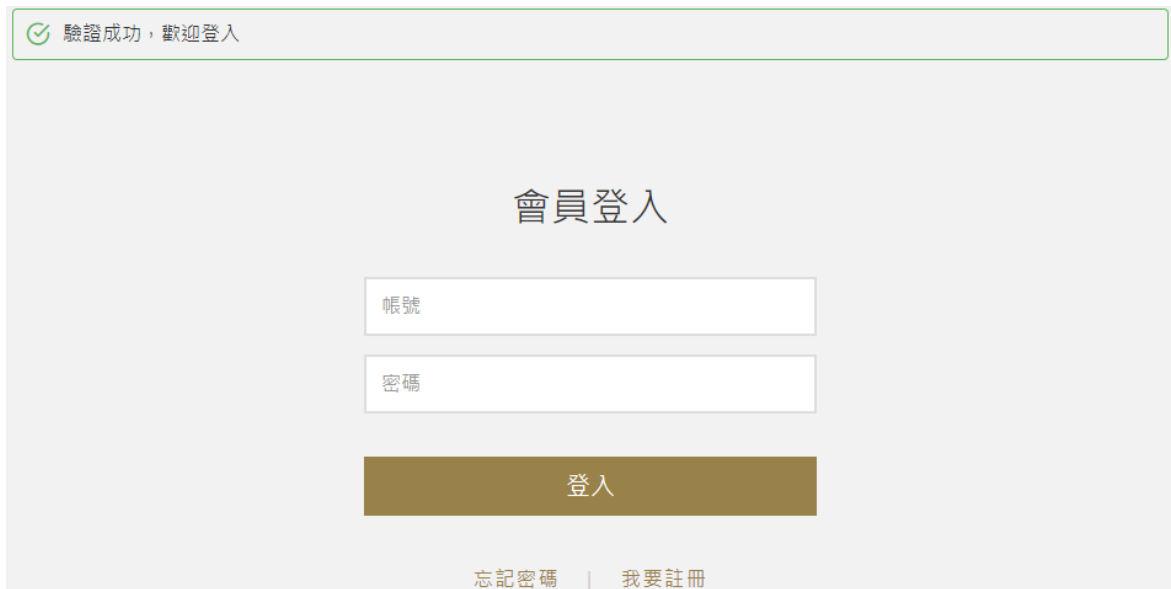 驗證成功，歡迎登入
會員登入
帳號
密碼
登入
忘記密碼 | 我要註冊